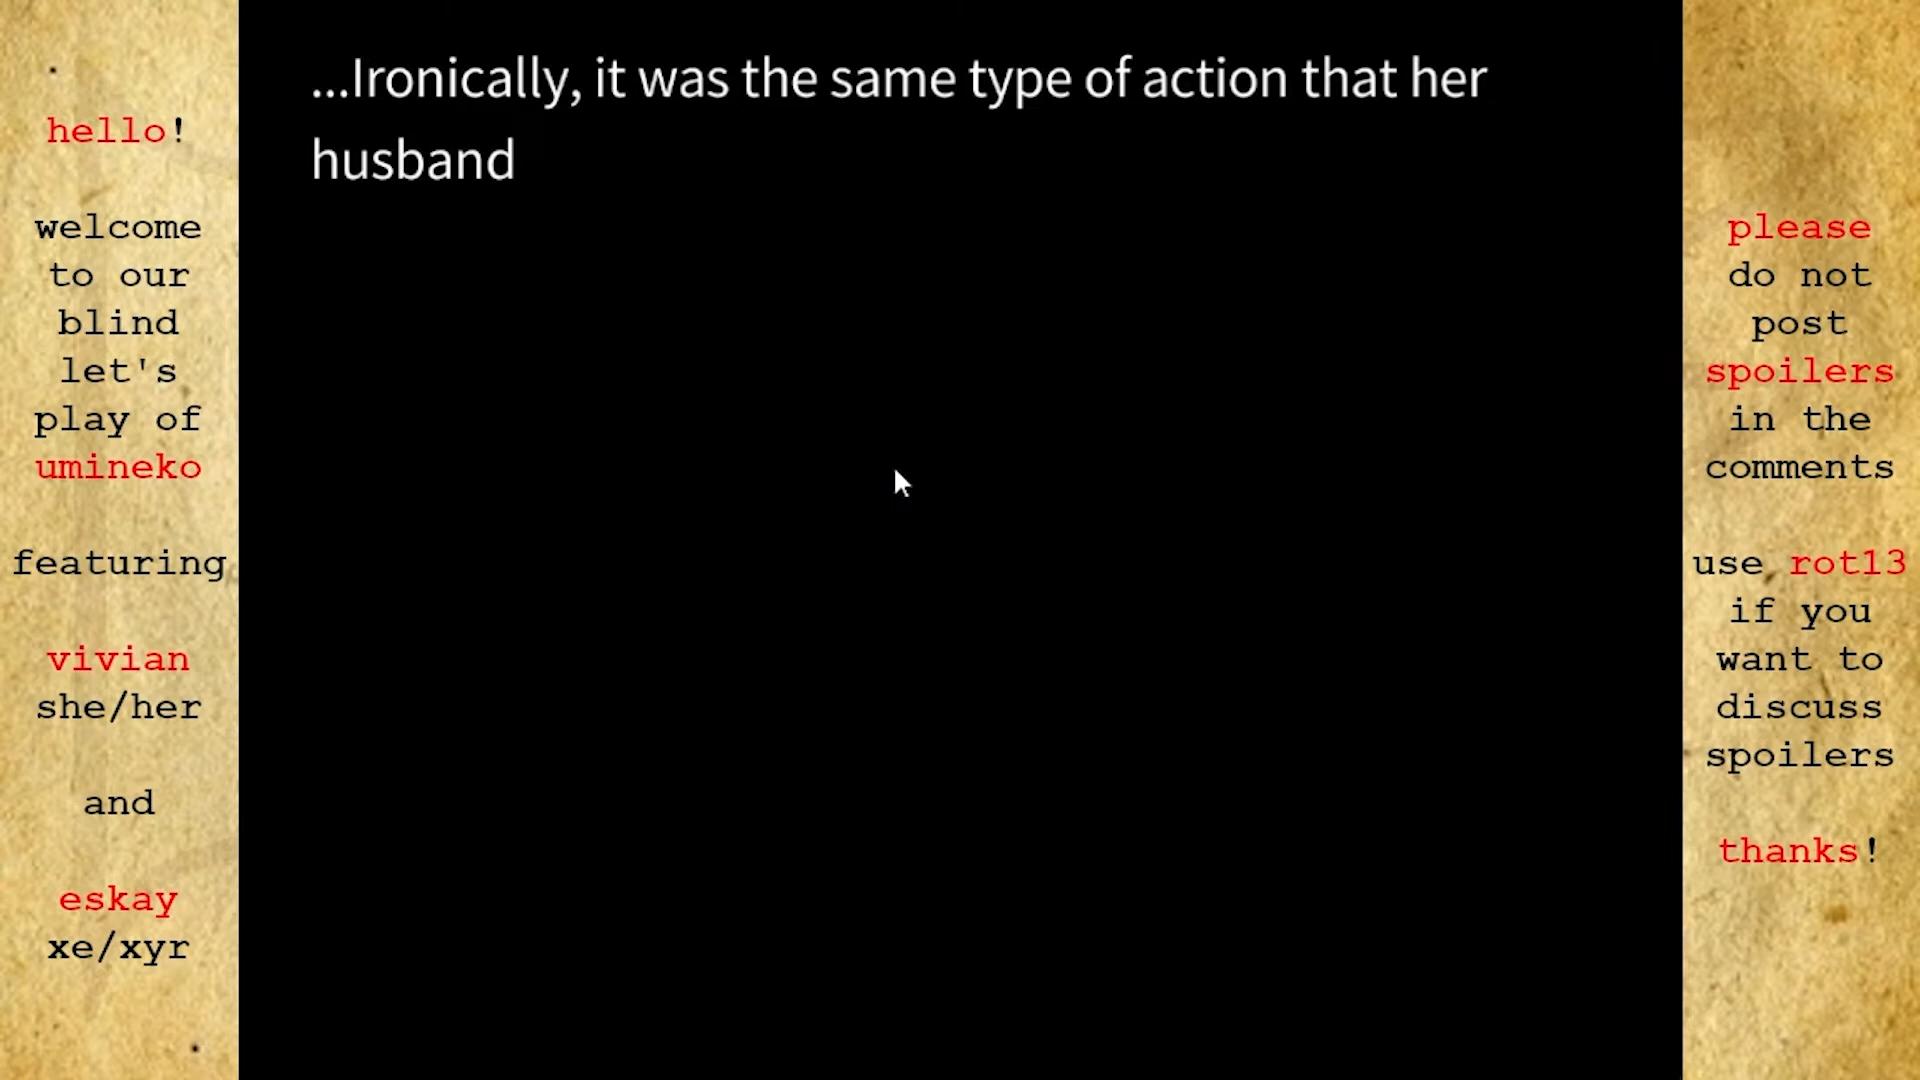 hello!
welcome
to our
blind
let's
play of
umineko
featuring
vivian
she/her
and
eskay
xe/xyr
...Ironically, it was the same type of action that her
husband
please
do not
post
spoilers
in the
comments
use rot13
if you
want to
discuss
spoilers
thanks!